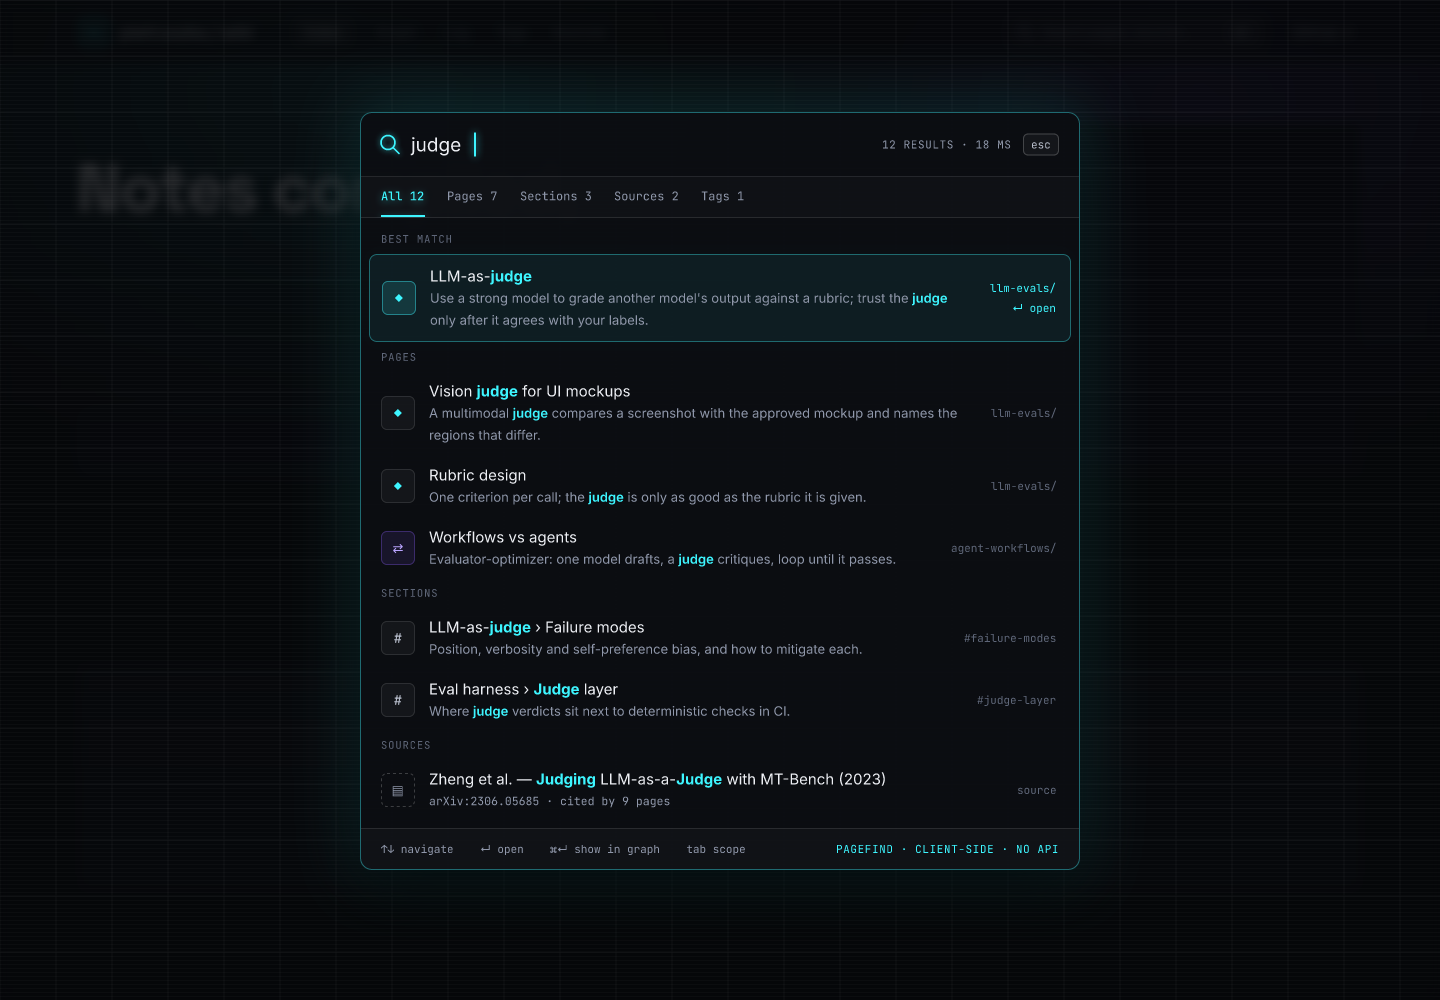 Notes co
judge
12 RESULTS · 18 MS esc
All 12 Pages 7 Sections 3 Sources 2 Tags 1
BEST MATCH
LLM-as-judge
Use a strong model to grade another model's output against a rubric; trust the judge
only after it agrees with your labels.
llm-evals/
↵ open
PAGES
Vision judge for UI mockups
A multimodal judge compares a screenshot with the approved mockup and names the
regions that differ.
llm-evals/
Rubric design
One criterion per call; the judge is only as good as the rubric it is given.
llm-evals/
Workflows vs agents
Evaluator-optimizer: one model drafts, a judge critiques, loop until it passes.
agent-workflows/
SECTIONS
# LLM-as-judge › Failure modes
Position, verbosity and self-preference bias, and how to mitigate each.
#failure-modes
# Eval harness › Judge layer
Where judge verdicts sit next to deterministic checks in CI.
#judge-layer
SOURCES
Zheng et al. — Judging LLM-as-a-Judge with MT-Bench (2023)
arXiv:2306.05685 · cited by 9 pages
source
↑↓ navigate ↵ open ⌘↵ show in graph tab scope PAGEFIND · CLIENT-SIDE · NO API